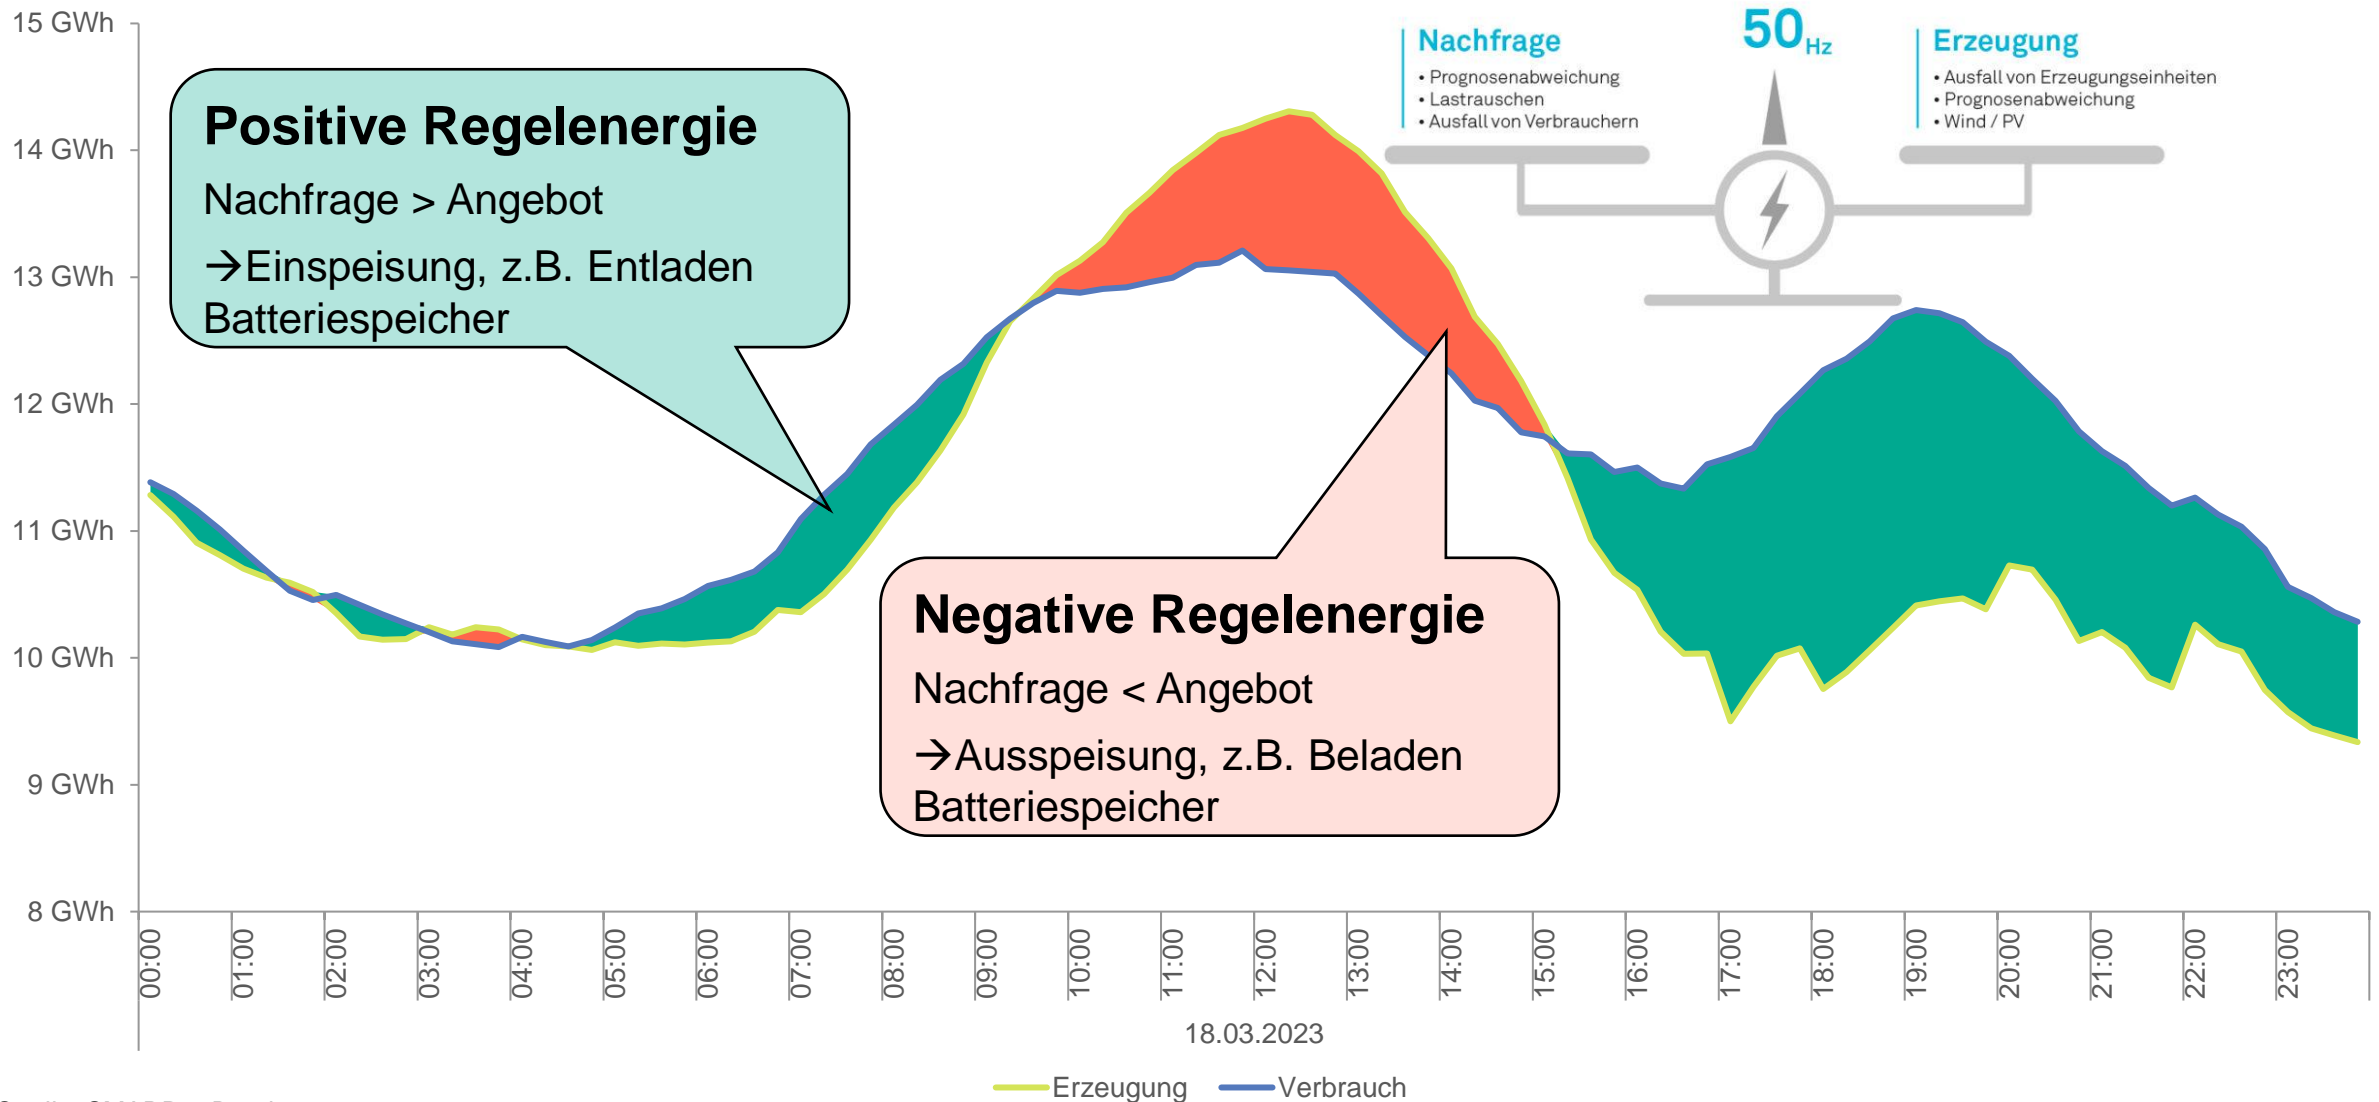 15 GWh
14 GWh
13 GWh
12 GWh
11 GWh
10 GWh
9 GWh
8 GWh
Positive Regelenergie
Nachfrage > Angebot
→Einspeisung, z.B. Entladen
Batteriespeicher
Nachfrage
• Prognosenabweichung
• Lastrauschen
• Ausfall von Verbrauchern
50 Hz
Erzeugung
• Ausfall von Erzeugungseinheiten
• Prognosenabweichung
• Wind / PV
Negative Regelenergie
Nachfrage < Angebot
→Ausspeisung, z.B. Beladen
Batteriespeicher
00:00
01:00
02:00
03:00
04:00
05:00
06:00
07:00
08:00
09:00
10:00
11:00
12:00
13:00
14:00
15:00
16:00
17:00
18:00
19:00
20:00
21:00
22:00
23:00
18.03.2023
Erzeugung
Verbrauch